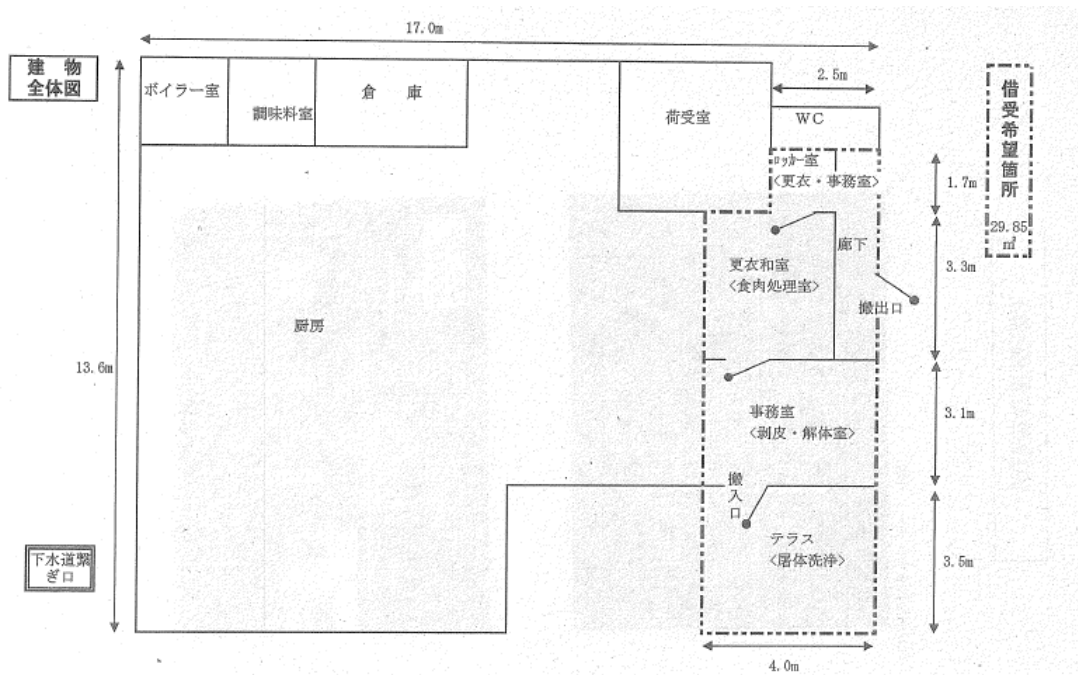 17.0m
建物
全体図
ボイラー室
調味料室
倉庫
荷受室
2.5m
WC
借受希望箇所
29.85
㎡
ロッカー室
<更衣・事務室>
1.7m
廊下
更衣和室
<食肉処理室>
3.3m
搬出口
厨房
13.6m
事務室
<剥皮・解体室>
3.1m
搬入口
テラス
<屠体洗浄>
3.5m
下水道繋
ぎ口
4.0m